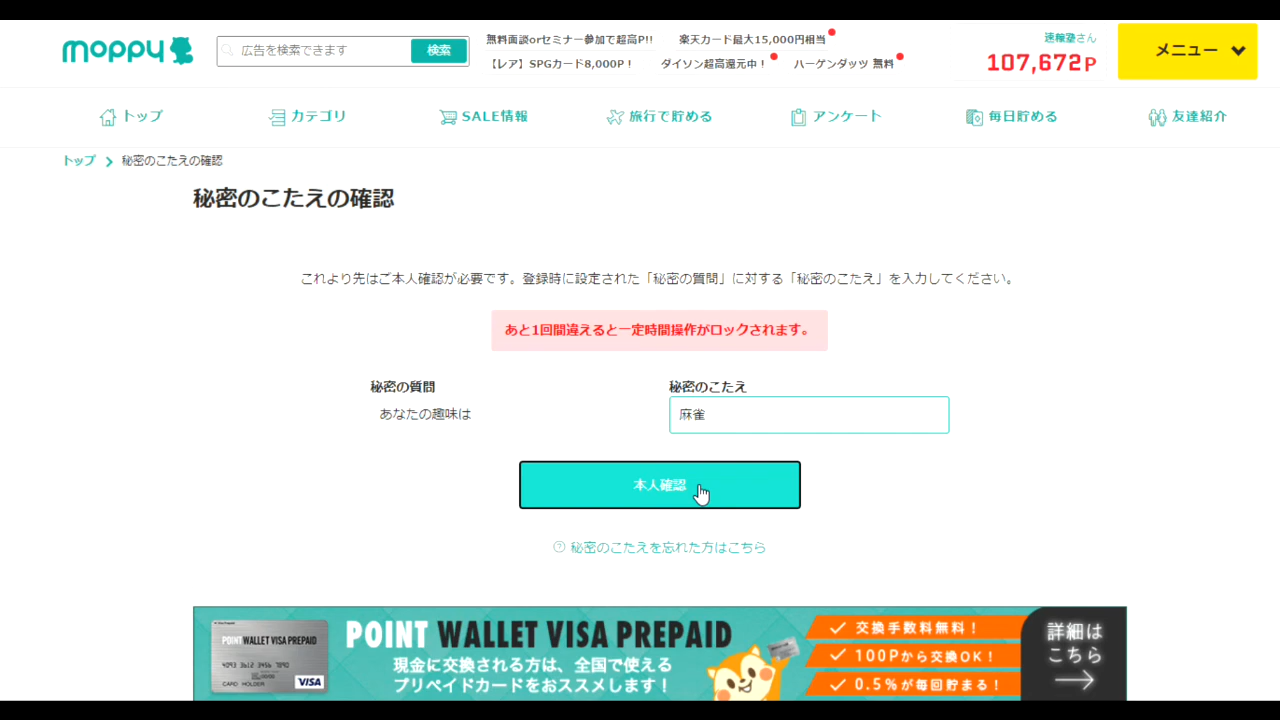 moppy
広告を検索できます
検索
無料面談orセミナー参加で超高P!!
楽天カード最大15,000円相当
【レア】SPGカード8,000P！
ダイソン超高還元中！
ハーゲンダッツ 無料
速輪塾さん
107,672P
メニュー
トップ
カテゴリ
SALE情報
旅行で貯める
アンケート
毎日貯める
友達紹介
トップ
秘密のこたえの確認
秘密のこたえの確認
これより先はご本人確認が必要です。登録時に設定された「秘密の質問」に対する「秘密のこたえ」を入力してください。
あと1回間違えると一定時間操作がロックされます。
秘密の質問
秘密のこたえ
あなたの趣味は
麻雀
本人確認
秘密のこたえを忘れた方はこちら
POINT WALLET VISA PREPAID
4093 3612 3456 7890
CARD HOLDER
VISA
POINT WALLET VISA PREPAID
現金に交換される方は、全国で使える
プリペイドカードをおススメします！
交換手数料無料！
100Pから交換OK！
0.5%が毎回貯まる！
詳細は
こちら